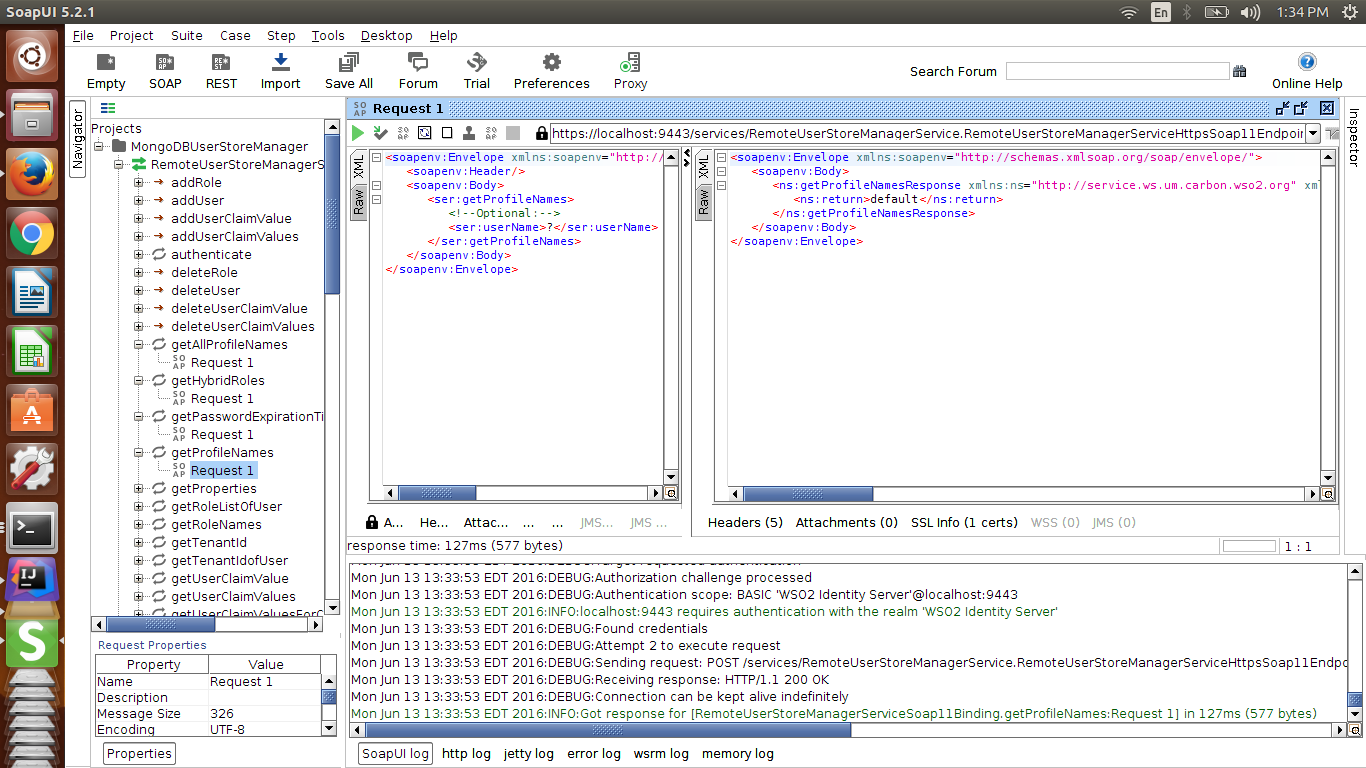 SoapUI 5.2.1
En
1:34 PM
File Project Suite Case Step Tools Desktop Help
Empty SOAP REST Import Save All Forum Trial Preferences Proxy
Search Forum
Online Help
Navigator
Projects
MongoDBUserStoreManager
RemoteUserStoreManagerS
addRole
addUser
addUserClaimValue
addUserClaimValues
authenticate
deleteRole
deleteUser
deleteUserClaimValue
deleteUserClaimValues
getAllProfileNames
Request 1
getHybridRoles
Request 1
getPasswordExpirationTi
Request 1
getProfileNames
Request 1
getProperties
getRoleListOfUser
getRoleNames
getTenantId
getTenantIdofUser
getUserClaimValue
getUserClaimValues
getUserClaimValuesForC
Request Properties
Property Value
Name Request 1
Description
Message Size 326
Encoding UTF-8
Properties
Request 1
https://localhost:9443/services/RemoteUserStoreManagerService.RemoteUserStoreManagerServiceHttpsSoap11Endpoin
XML
Raw
<soapenv:Envelope xmlns:soapenv="http://
<soapenv:Header/>
<soapenv:Body>
<ser:getProfileNames>
<!--Optional:-->
<ser:userName>?</ser:userName>
</ser:getProfileNames>
</soapenv:Body>
</soapenv:Envelope>
A... He... Attac... ... ... JMS... JMS ...
XML
Raw
<soapenv:Envelope xmlns:soapenv="http://schemas.xmlsoap.org/soap/envelope/">
<soapenv:Body>
<ns:getProfileNamesResponse xmlns:ns="http://service.ws.um.carbon.wso2.org" xm
<ns:return>default</ns:return>
</ns:getProfileNamesResponse>
</soapenv:Body>
</soapenv:Envelope>
Headers (5) Attachments (0) SSL Info (1 certs) WSS (0) JMS (0)
response time: 127ms (577 bytes)
1 : 1
Inspector
Mon Jun 13 13:33:53 EDT 2016:DEBUG:Target requested authentication
Mon Jun 13 13:33:53 EDT 2016:DEBUG:Authorization challenge processed
Mon Jun 13 13:33:53 EDT 2016:DEBUG:Authentication scope: BASIC 'WSO2 Identity Server'@localhost:9443
Mon Jun 13 13:33:53 EDT 2016:INFO:localhost:9443 requires authentication with the realm 'WSO2 Identity Server'
Mon Jun 13 13:33:53 EDT 2016:DEBUG:Found credentials
Mon Jun 13 13:33:53 EDT 2016:DEBUG:Attempt 2 to execute request
Mon Jun 13 13:33:53 EDT 2016:DEBUG:Sending request: POST /services/RemoteUserStoreManagerService.RemoteUserStoreManagerServiceHttpsSoap11Endpo
Mon Jun 13 13:33:53 EDT 2016:DEBUG:Receiving response: HTTP/1.1 200 OK
Mon Jun 13 13:33:53 EDT 2016:DEBUG:Connection can be kept alive indefinitely
Mon Jun 13 13:33:53 EDT 2016:INFO:Got response for [RemoteUserStoreManagerServiceSoap11Binding.getProfileNames:Request 1] in 127ms (577 bytes)
SoapUI log http log jetty log error log wsrm log memory log